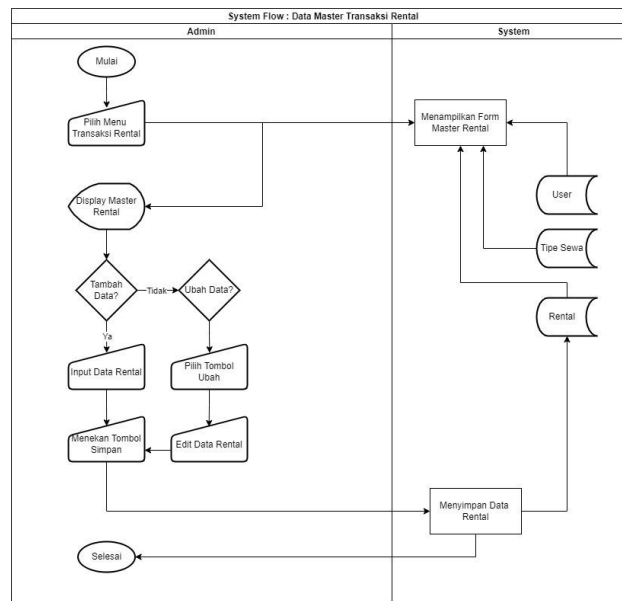 System Flow : Data Master Transaksi Rental
Admin
System
Mulai
Pilih Menu
Transaksi Rental
Menampilkan Form
Master Rental
Display Master
Rental
User
Tipe Sewa
Tambah
Data?
Tidak
Ubah Data?
Rental
Ya
Input Data Rental
Pilih Tombol
Ubah
Menekan Tombol
Simpan
Edit Data Rental
Menyimpan Data
Rental
Selesai